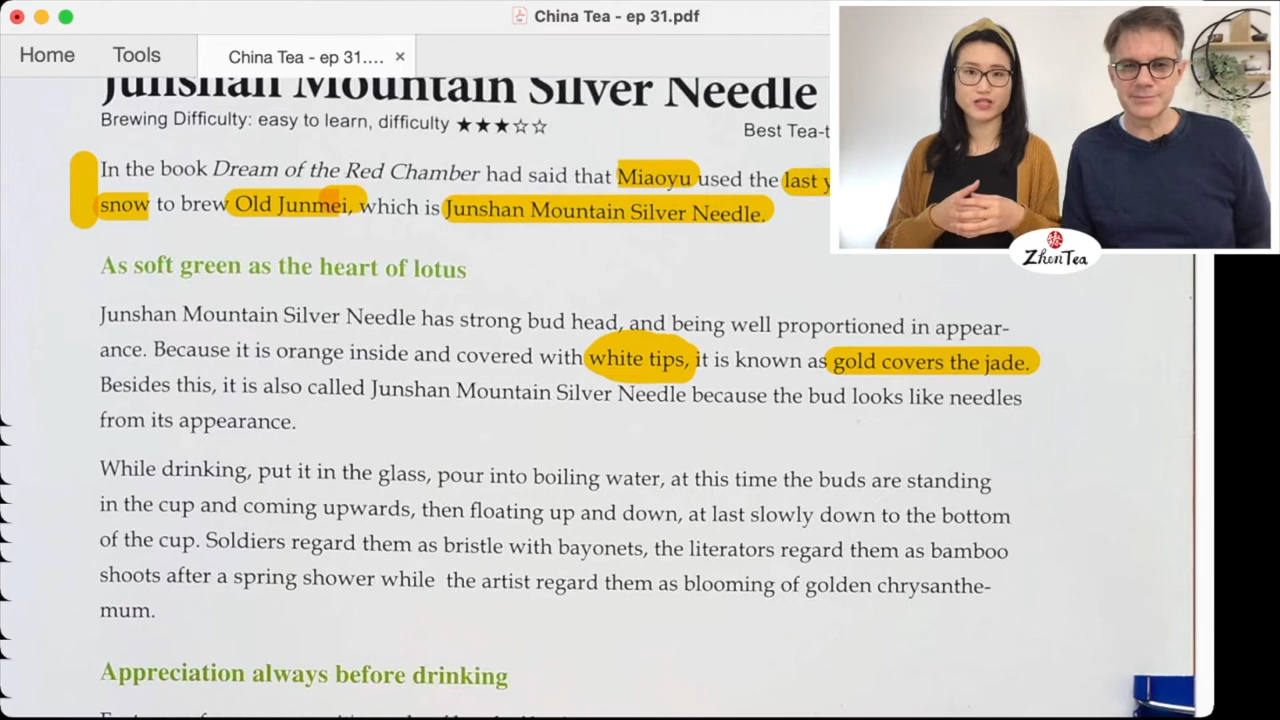 China Tea - ep 31.pdf
Home Tools China Tea - ep 31.... ×
Junshan Mountain Silver Needle
Brewing Difficulty: easy to learn, difficulty ★★★☆☆
Best Tea-t
In the book Dream of the Red Chamber had said that Miaoyu used the last y
snow to brew Old Junmei, which is Junshan Mountain Silver Needle.
As soft green as the heart of lotus
Junshan Mountain Silver Needle has strong bud head, and being well proportioned in appear-
ance. Because it is orange inside and covered with white tips, it is known as gold covers the jade.
Besides this, it is also called Junshan Mountain Silver Needle because the bud looks like needles
from its appearance.
While drinking, put it in the glass, pour into boiling water, at this time the buds are standing
in the cup and coming upwards, then floating up and down, at last slowly down to the bottom
of the cup. Soldiers regard them as bristle with bayonets, the literators regard them as bamboo
shoots after a spring shower while the artist regard them as blooming of golden chrysanthe-
mum.
Appreciation always before drinking
ZhenTea